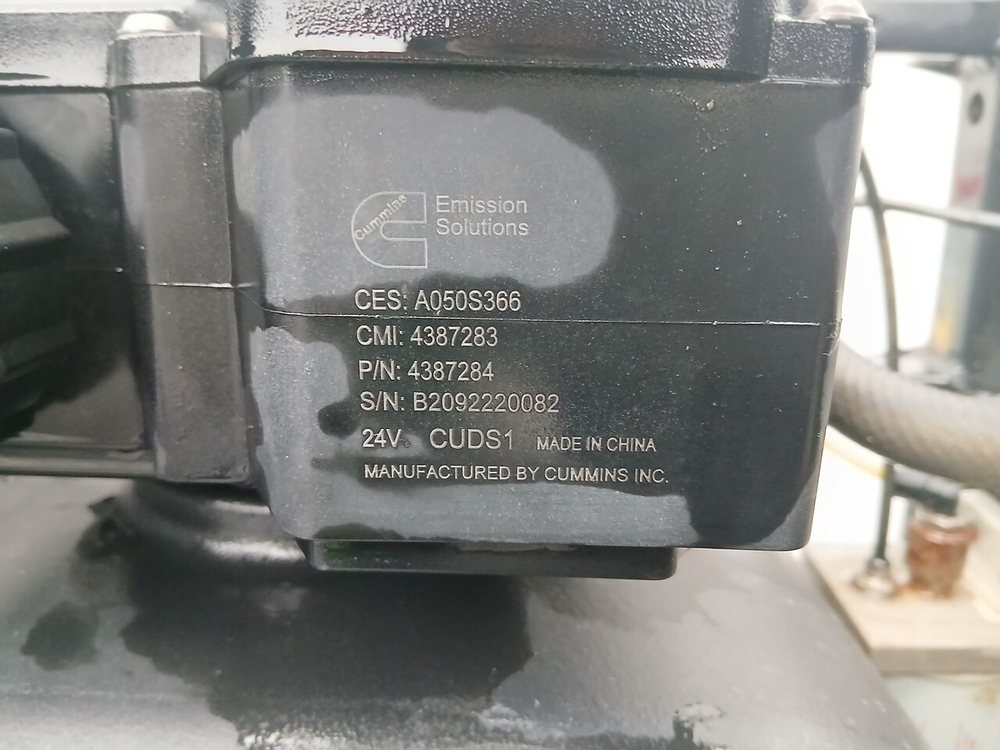 Cummins
Emission
Solutions
CES: A050S366
CMI: 4387283
P/N: 4387284
S/N: B2092220082
24V CUDS1 MADE IN CHINA
MANUFACTURED BY CUMMINS INC.